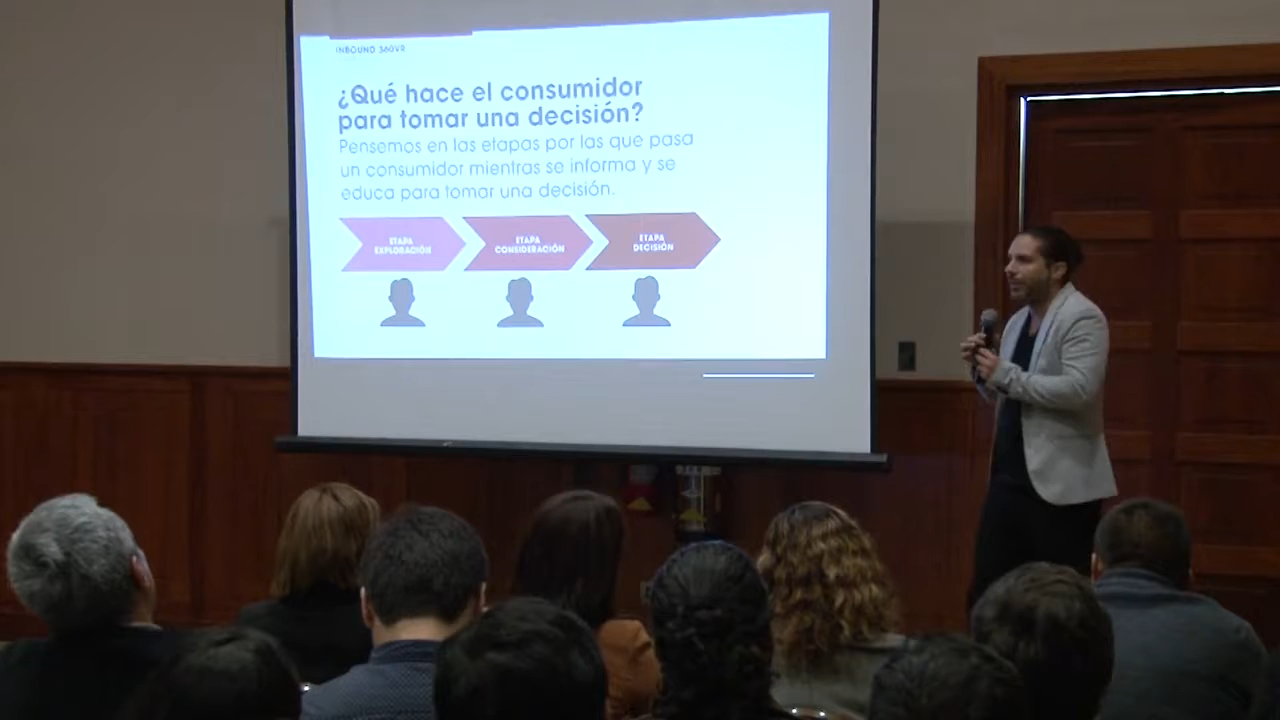 INBOUND 360VR
¿Qué hace el consumidor
para tomar una decisión?
Pensemos en las etapas por las que pasa
un consumidor mientras se informa y se
educa para tomar una decisión.
ETAPA
EXPLORACIÓN
ETAPA
CONSIDERACIÓN
ETAPA
DECISIÓN